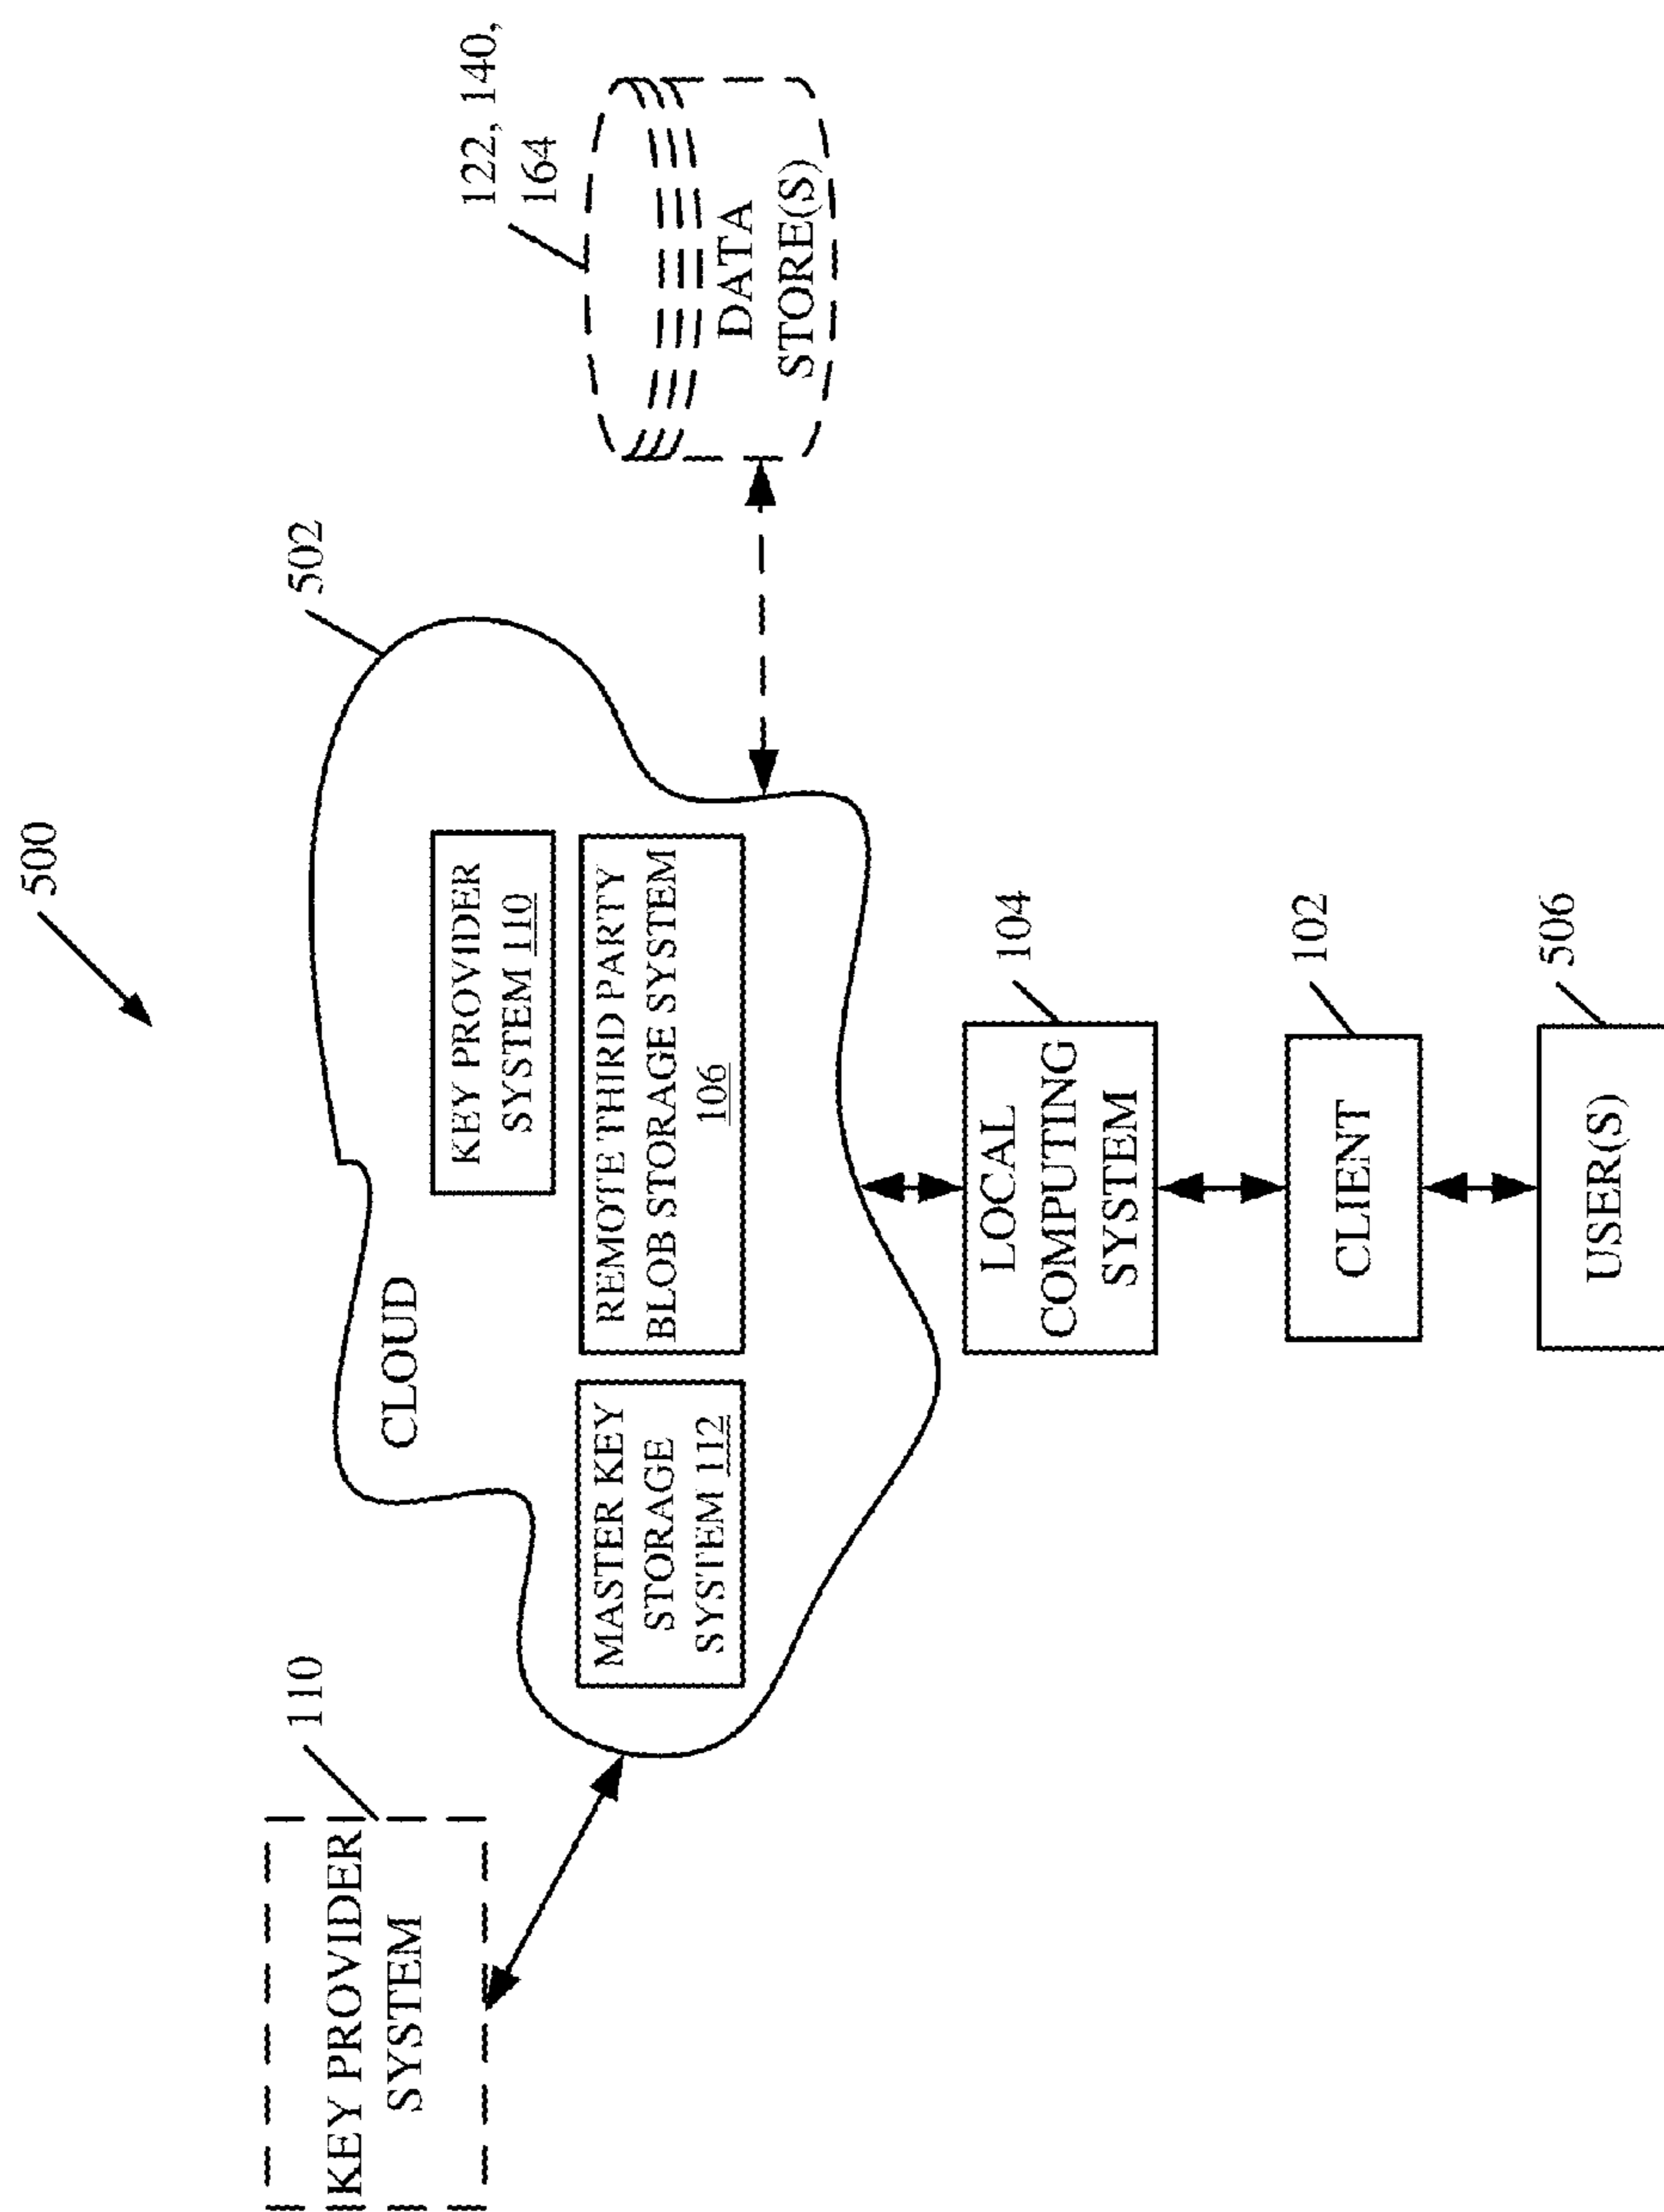 500
502
122, 140,
164
110
KEY PROVIDER
SYSTEM
CLOUD
KEY PROVIDER
SYSTEM 110
MASTER KEY
STORAGE
SYSTEM 112
REMOTE THIRD PARTY
BLOB STORAGE SYSTEM
106
DATA
STORE(S)
LOCAL
COMPUTING
SYSTEM
104
CLIENT
102
USER(S)
506